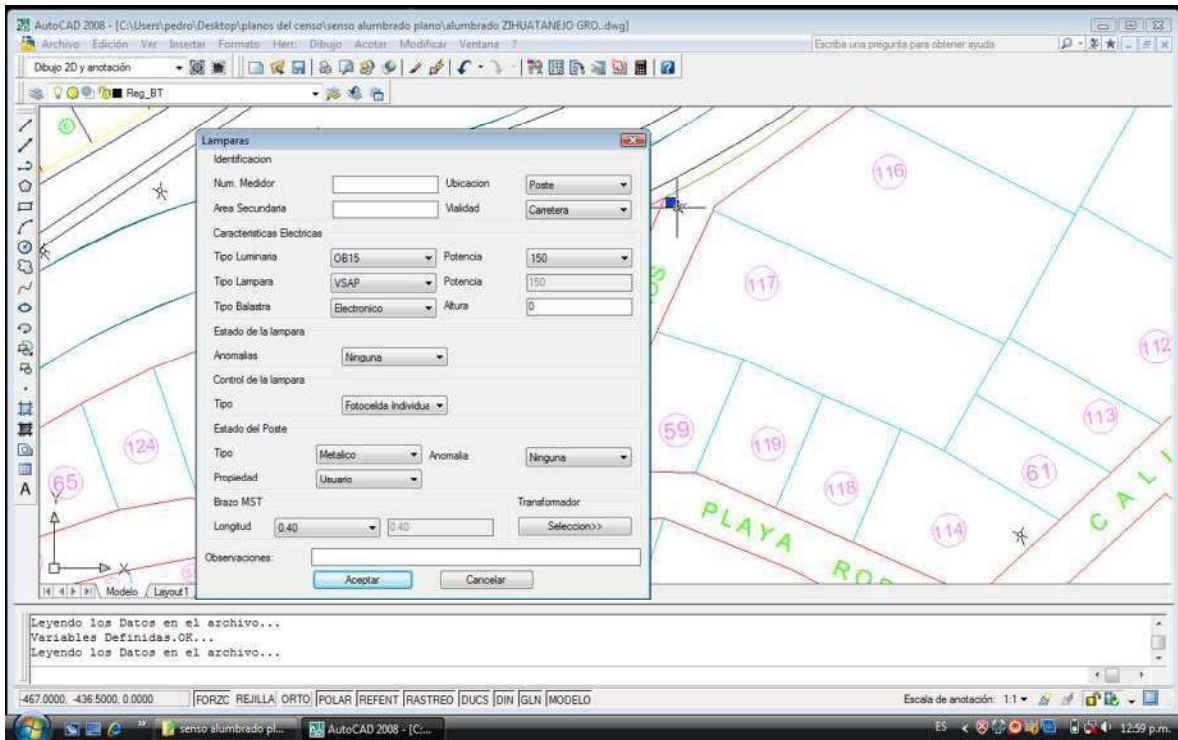 AutoCAD 2008 - [C:\Users\pedro\Desktop\planos del censo\senso alumbrado plano\alumbrado ZIHUATANEJO GRO..dwg]
Archivo Edición Ver Insertar Formato Herr. Dibujo Acotar Modificar Ventana ?
Escriba una pregunta para obtener ayuda
Dibujo 2D y anotación
Reg_BT
Lamparas
Identificacion
Num. Medidor Ubicacion Poste
Area Secundaria Vialidad Carretera
Caracteristicas Electricas
Tipo Luminaria OB15 Potencia 150
Tipo Lampara VSAP Potencia 150
Tipo Balastra Electronico Altura 0
Estado de la lampara
Anomalias Ninguna
Control de la lampara
Tipo Fotocelda Individua
Estado del Poste
Tipo Metalico Anomalia Ninguna
Propiedad Usuario
Brazo MST Transformador
Longitud 0.40 0.40 Seleccion>>
Observaciones:
Aceptar Cancelar
116
117
112
113
59
119
61
118
114
124
65
OS
PLAYA
CALI
Y
X
A
Modelo Layout1
Leyendo los Datos en el archivo...
Variables Definidas.OK...
Leyendo los Datos en el archivo...
-467.0000, -436.5000, 0.0000 FORZC REJILLA ORTO POLAR REFENT RASTREO DUCS DIN GLN MODELO Escala de anotación: 1:1
senso alumbrado pl... AutoCAD 2008 - [C:... ES 12:59 p.m.